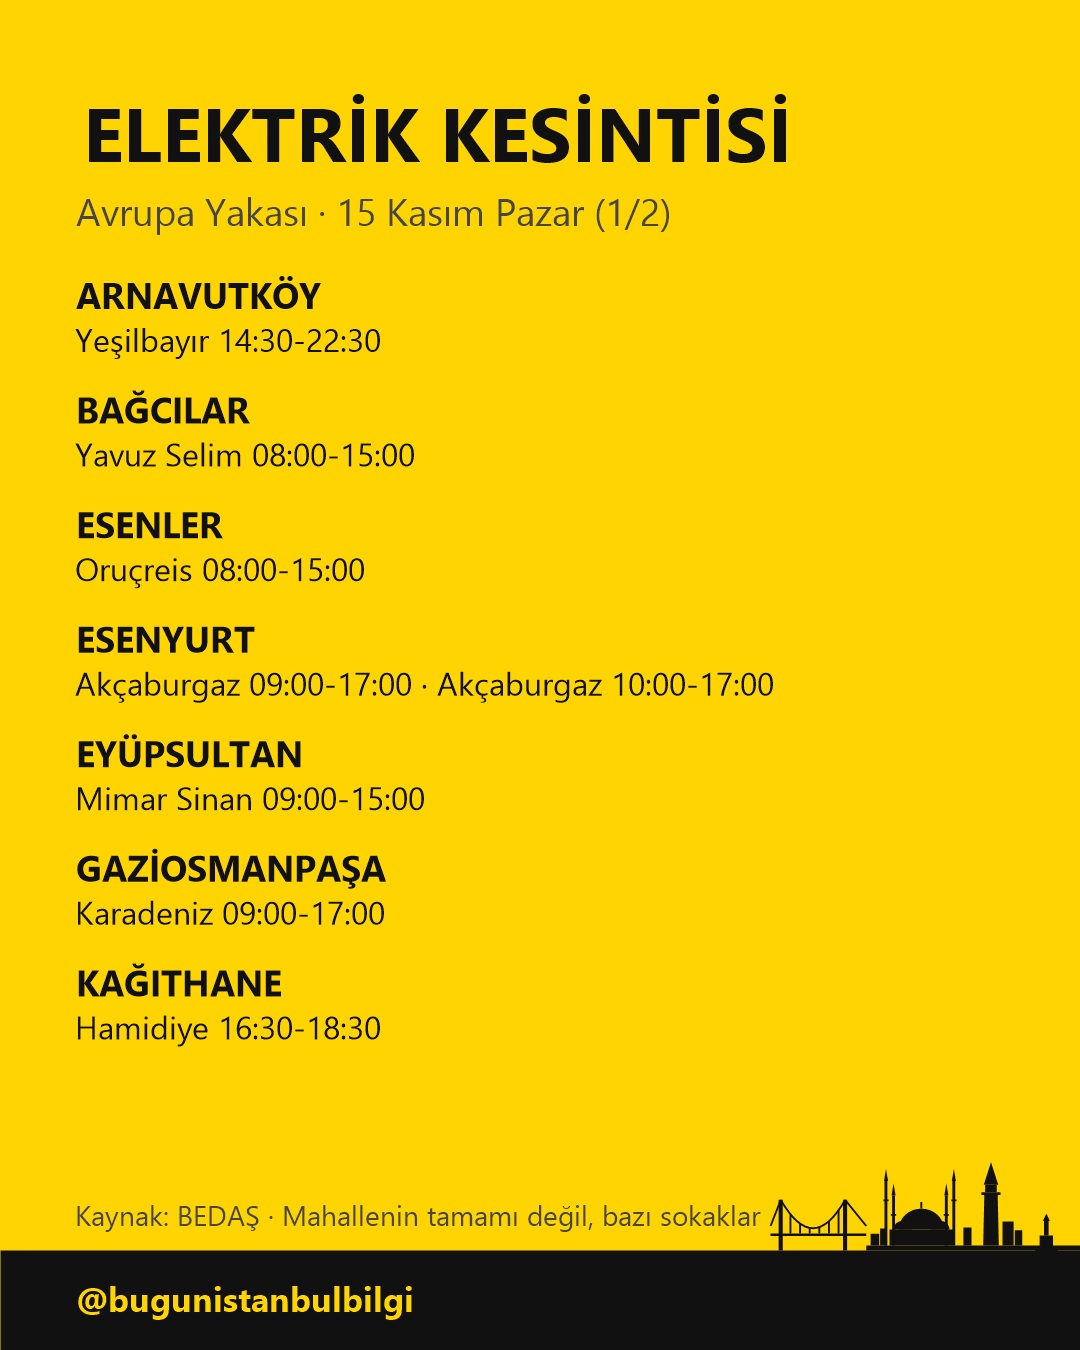 ELEKTRİK KESİNTİSİ
Avrupa Yakası · 15 Kasım Pazar (1/2)
ARNAVUTKÖY
Yeşilbayır 14:30-22:30
BAĞCILAR
Yavuz Selim 08:00-15:00
ESENLER
Oruçreis 08:00-15:00
ESENYURT
Akçaburgaz 09:00-17:00 · Akçaburgaz 10:00-17:00
EYÜPSULTAN
Mimar Sinan 09:00-15:00
GAZİOSMANPAŞA
Karadeniz 09:00-17:00
KAĞITHANE
Hamidiye 16:30-18:30
Kaynak: BEDAŞ · Mahallenin tamamı değil, bazı sokaklar
@bugunistanbulbilgi